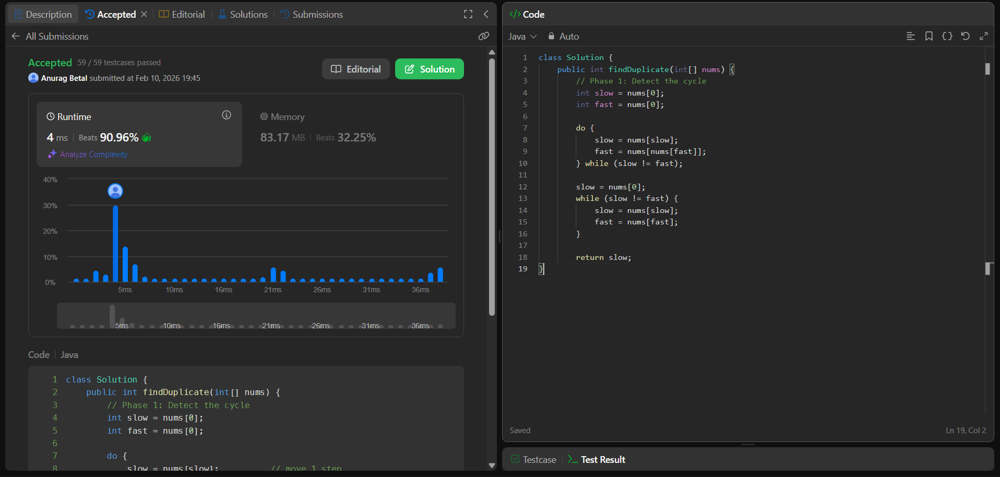 Description
Accepted
Editorial
Solutions
Submissions
All Submissions
Accepted 59 / 59 testcases passed
Anurag Betal submitted at Feb 10, 2026 19:45
Editorial
Solution
Runtime
4 ms Beats 90.96%
Analyze Complexity
Memory
83.17 MB Beats 32.25%
40%
30%
20%
10%
0%
5ms 10ms 16ms 21ms 26ms 31ms 36ms
5ms 10ms 16ms 21ms 26ms 31ms 36ms
Code Java
1 class Solution {
2     public int findDuplicate(int[] nums) {
3         // Phase 1: Detect the cycle
4         int slow = nums[0];
5         int fast = nums[0];
6
7         do {
8             slow = nums[slow];          // move 1 step
</> Code
Java Auto
1 class Solution {
2     public int findDuplicate(int[] nums) {
3         // Phase 1: Detect the cycle
4         int slow = nums[0];
5         int fast = nums[0];
6
7         do {
8             slow = nums[slow];
9             fast = nums[nums[fast]];
10         } while (slow != fast);
11
12         slow = nums[0];
13         while (slow != fast) {
14             slow = nums[slow];
15             fast = nums[fast];
16         }
17
18         return slow;
19 }
Saved
Ln 19, Col 2
Testcase
Test Result